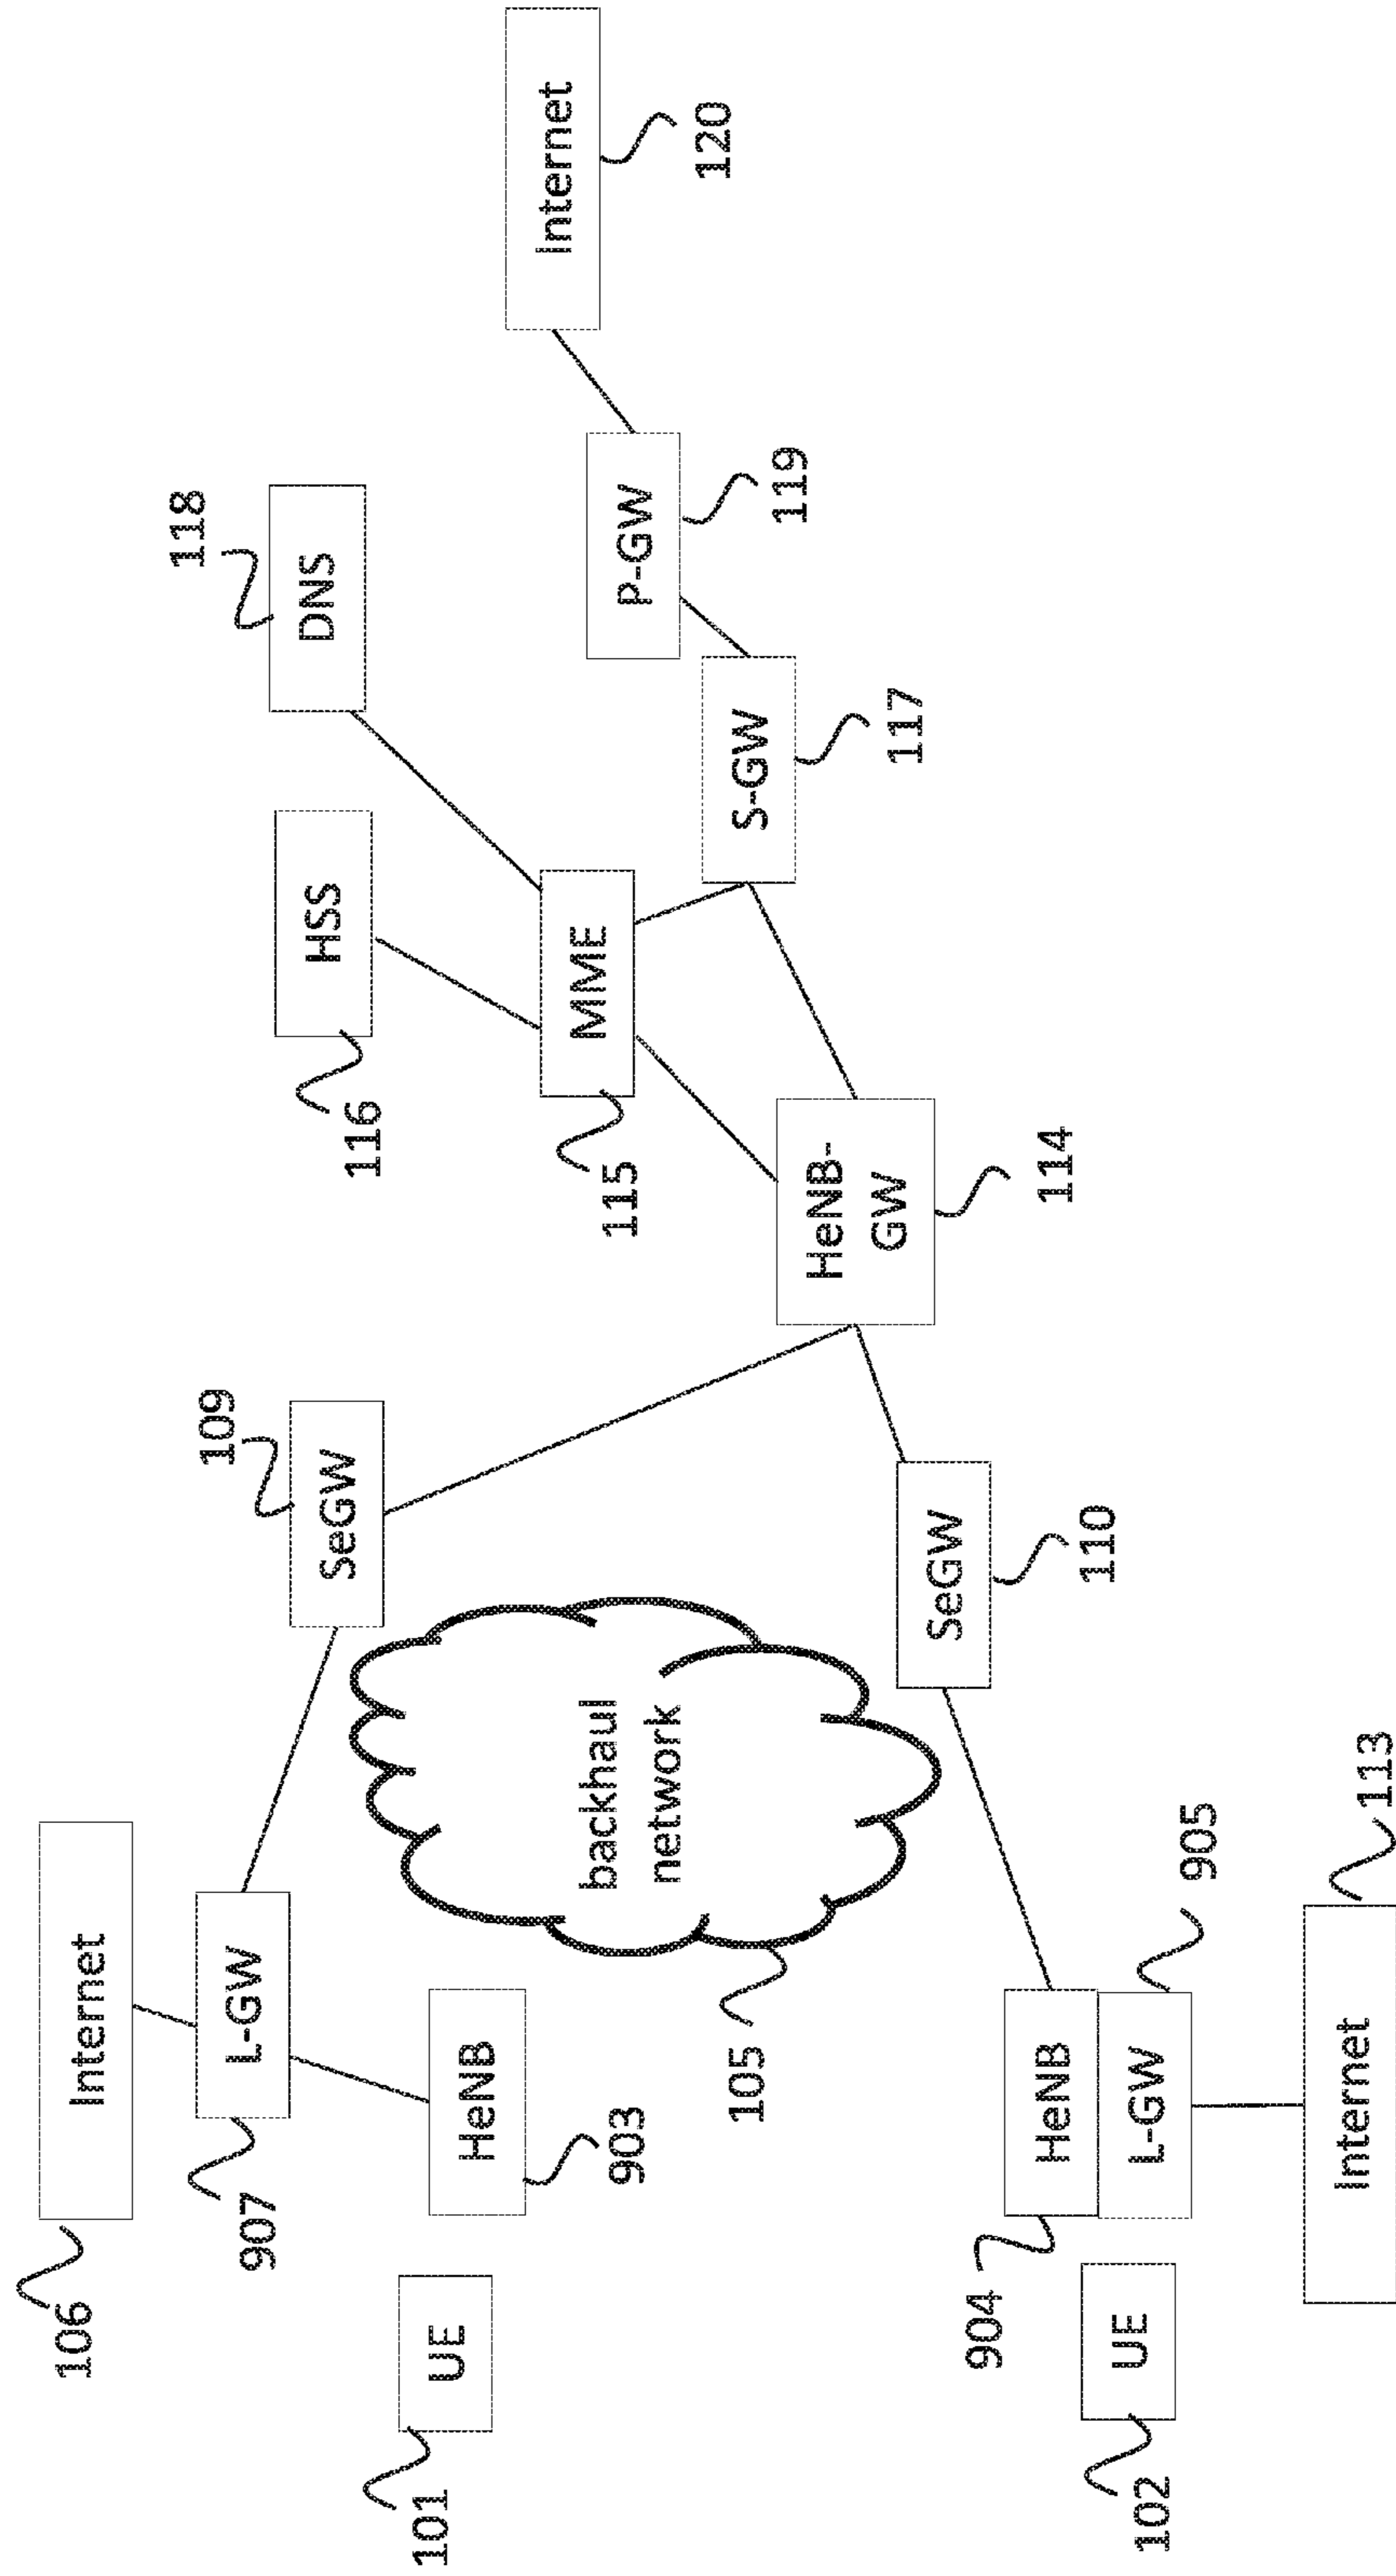 106
Internet
907
L-GW
109
SeGW
101
UE
HeNB
903
backhaul
network
105
116
HSS
118
DNS
115
MME
P-GW
119
Internet
120
S-GW
117
HeNB-
GW
114
SeGW
110
904
HeNB
L-GW
905
102
UE
Internet
113